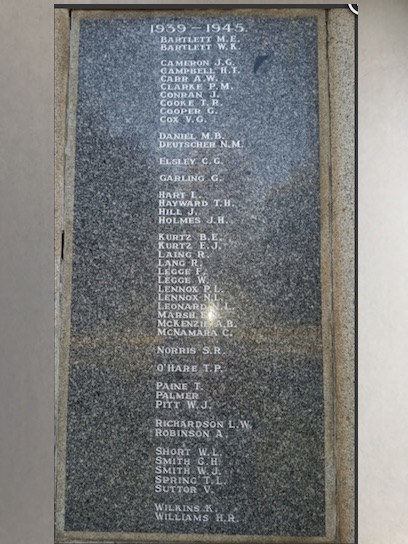 1939 – 1945
BARTLETT M.E.
BARTLETT W.K.
CAMERON J.G.
CAMPBELL H.T.
CARR A.W.
CLARKE P.M.
CONRAN J.
COOKE T.R.
COOPER G.
COX V.G.
DANIEL M.B.
DEUTSCHER N.M.
ELSLEY C.G.
GARLING G.
HART L.
HAYWARD T.H.
HILL J.
HOLMES J.H.
KURTZ B.E.
KURTZ E.J.
LAING R.
LANG R.
LEGGE F.
LEGGE W.
LENNOX P.I.
LENNOX N.L.
LEONARD N.L.
MARSH
MCKENZIE A.B.
MCNAMARA C.
NORRIS S.R.
O'HARE T.P.
PAINE T.
PALMER
PITT W.J.
RICHARDSON L.W.
ROBINSON A.
SHORT W.L.
SMITH G.H
SMITH W.J.
SPRING T.L.
SUTTOR V.
WILKINS K.
WILLIAMS H.R.